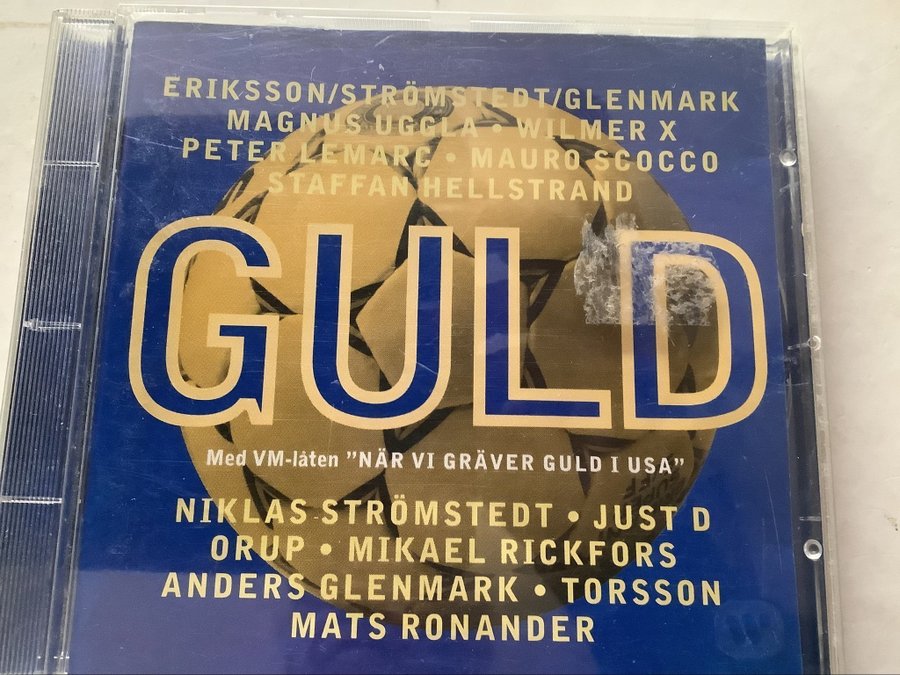 ERIKSSON/STRÖMSTEDT/GLENMARK
MAGNUS UGGLA • WILMER X
PETER LEMARC • MAURO SCOCCO
STAFFAN HELLSTRAND
GULD
Med VM-låten "NÄR VI GRÄVER GULD I USA"
NIKLAS STRÖMSTEDT • JUST D
ORUP • MIKAEL RICKFORS
ANDERS GLENMARK • TORSSON
MATS RONANDER